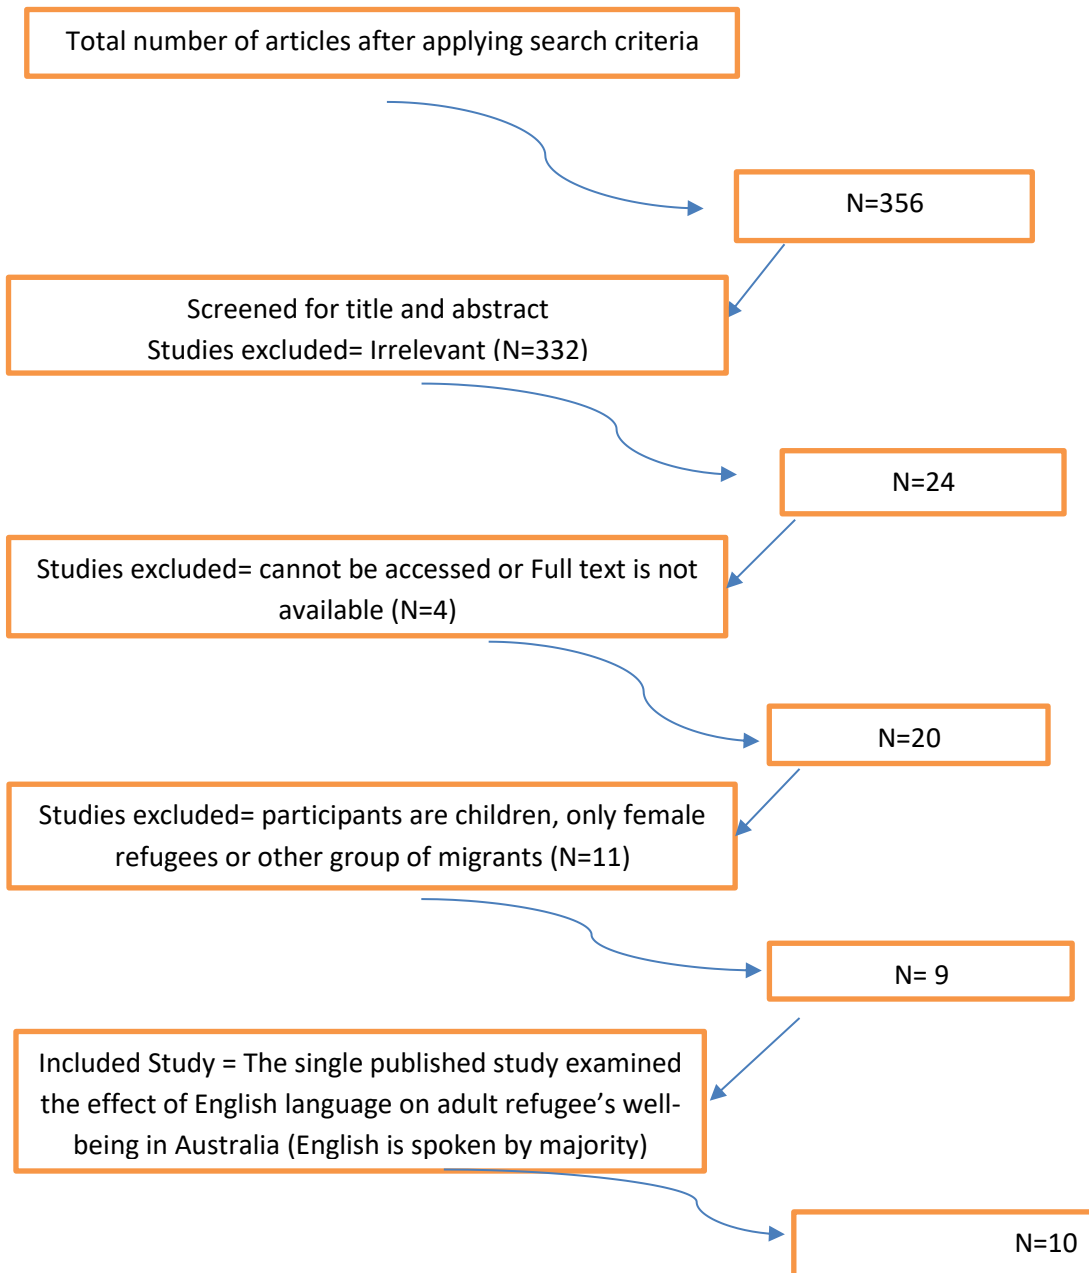 Total number of articles after applying search criteria
N=356
Screened for title and abstract
Studies excluded= Irrelevant (N=332)
N=24
Studies excluded= cannot be accessed or Full text is not
available (N=4)
N=20
Studies excluded= participants are children, only female
refugees or other group of migrants (N=11)
N= 9
Included Study = The single published study examined
the effect of English language on adult refugee’s well-
being in Australia (English is spoken by majority)
N=10